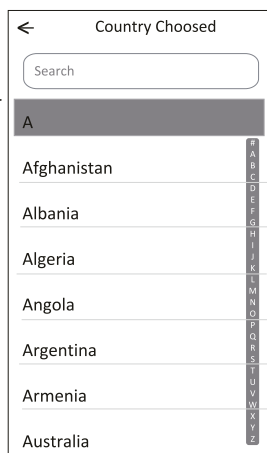 Country Choosed
Search
A
Afghanistan
Albania
Algeria
Angola
Argentina
Armenia
Australia
#
A
B
C
D
E
F
G
H
I
J
K
L
M
N
O
P
Q
R
S
T
U
V
W
X
Y
Z